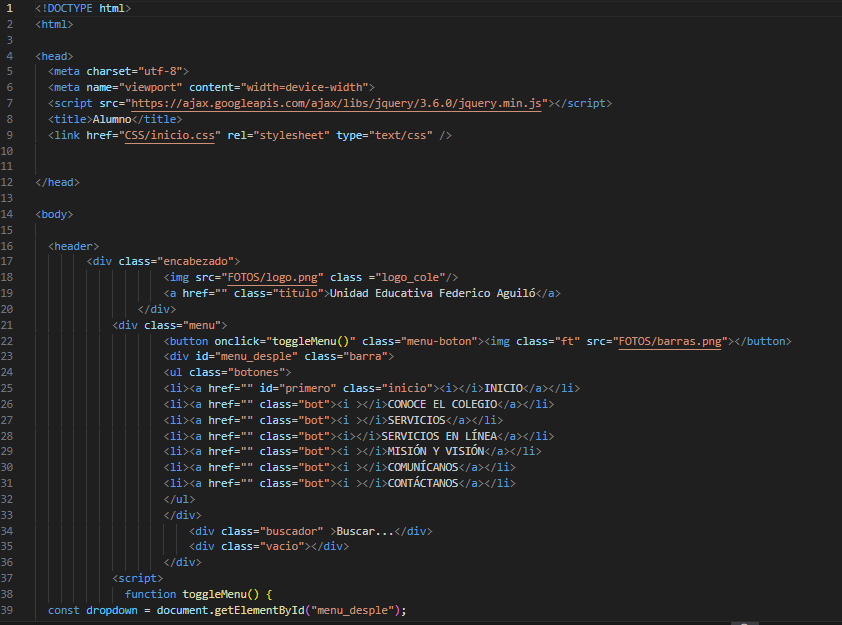 1 <!DOCTYPE html>
2 <html>
3
4 <head>
5 <meta charset="utf-8">
6 <meta name="viewport" content="width=device-width">
7 <script src="https://ajax.googleapis.com/ajax/libs/jquery/3.6.0/jquery.min.js"></script>
8 <title>Alumno</title>
9 <link href="CSS/inicio.css" rel="stylesheet" type="text/css" />
10
11
12 </head>
13
14 <body>
15
16 <header>
17 <div class="encabezado">
18 <img src="FOTOS/logo.png" class ="logo_cole"/>
19 <a href="" class="titulo">Unidad Educativa Federico Aguiló</a>
20 </div>
21 <div class="menu">
22 <button onclick="toggleMenu()" class="menu-boton"><img class="ft" src="FOTOS/barras.png"></button>
23 <div id="menu_desple" class="barra">
24 <ul class="botones">
25 <li><a href="" id="primero" class="inicio"><i></i>INICIO</a></li>
26 <li><a href="" class="bot"><i ></i>CONOCE EL COLEGIO</a></li>
27 <li><a href="" class="bot"><i ></i>SERVICIOS</a></li>
28 <li><a href="" class="bot"><i></i>SERVICIOS EN LÍNEA</a></li>
29 <li><a href="" class="bot"><i ></i>MISIÓN Y VISIÓN</a></li>
30 <li><a href="" class="bot"><i ></i>COMUNÍCANOS</a></li>
31 <li><a href="" class="bot"><i ></i>CONTÁCTANOS</a></li>
32 </ul>
33 </div>
34 <div class="buscador" >Buscar...</div>
35 <div class="vacio"></div>
36 </div>
37 <script>
38 function toggleMenu() {
39 const dropdown = document.getElementById("menu_desple");